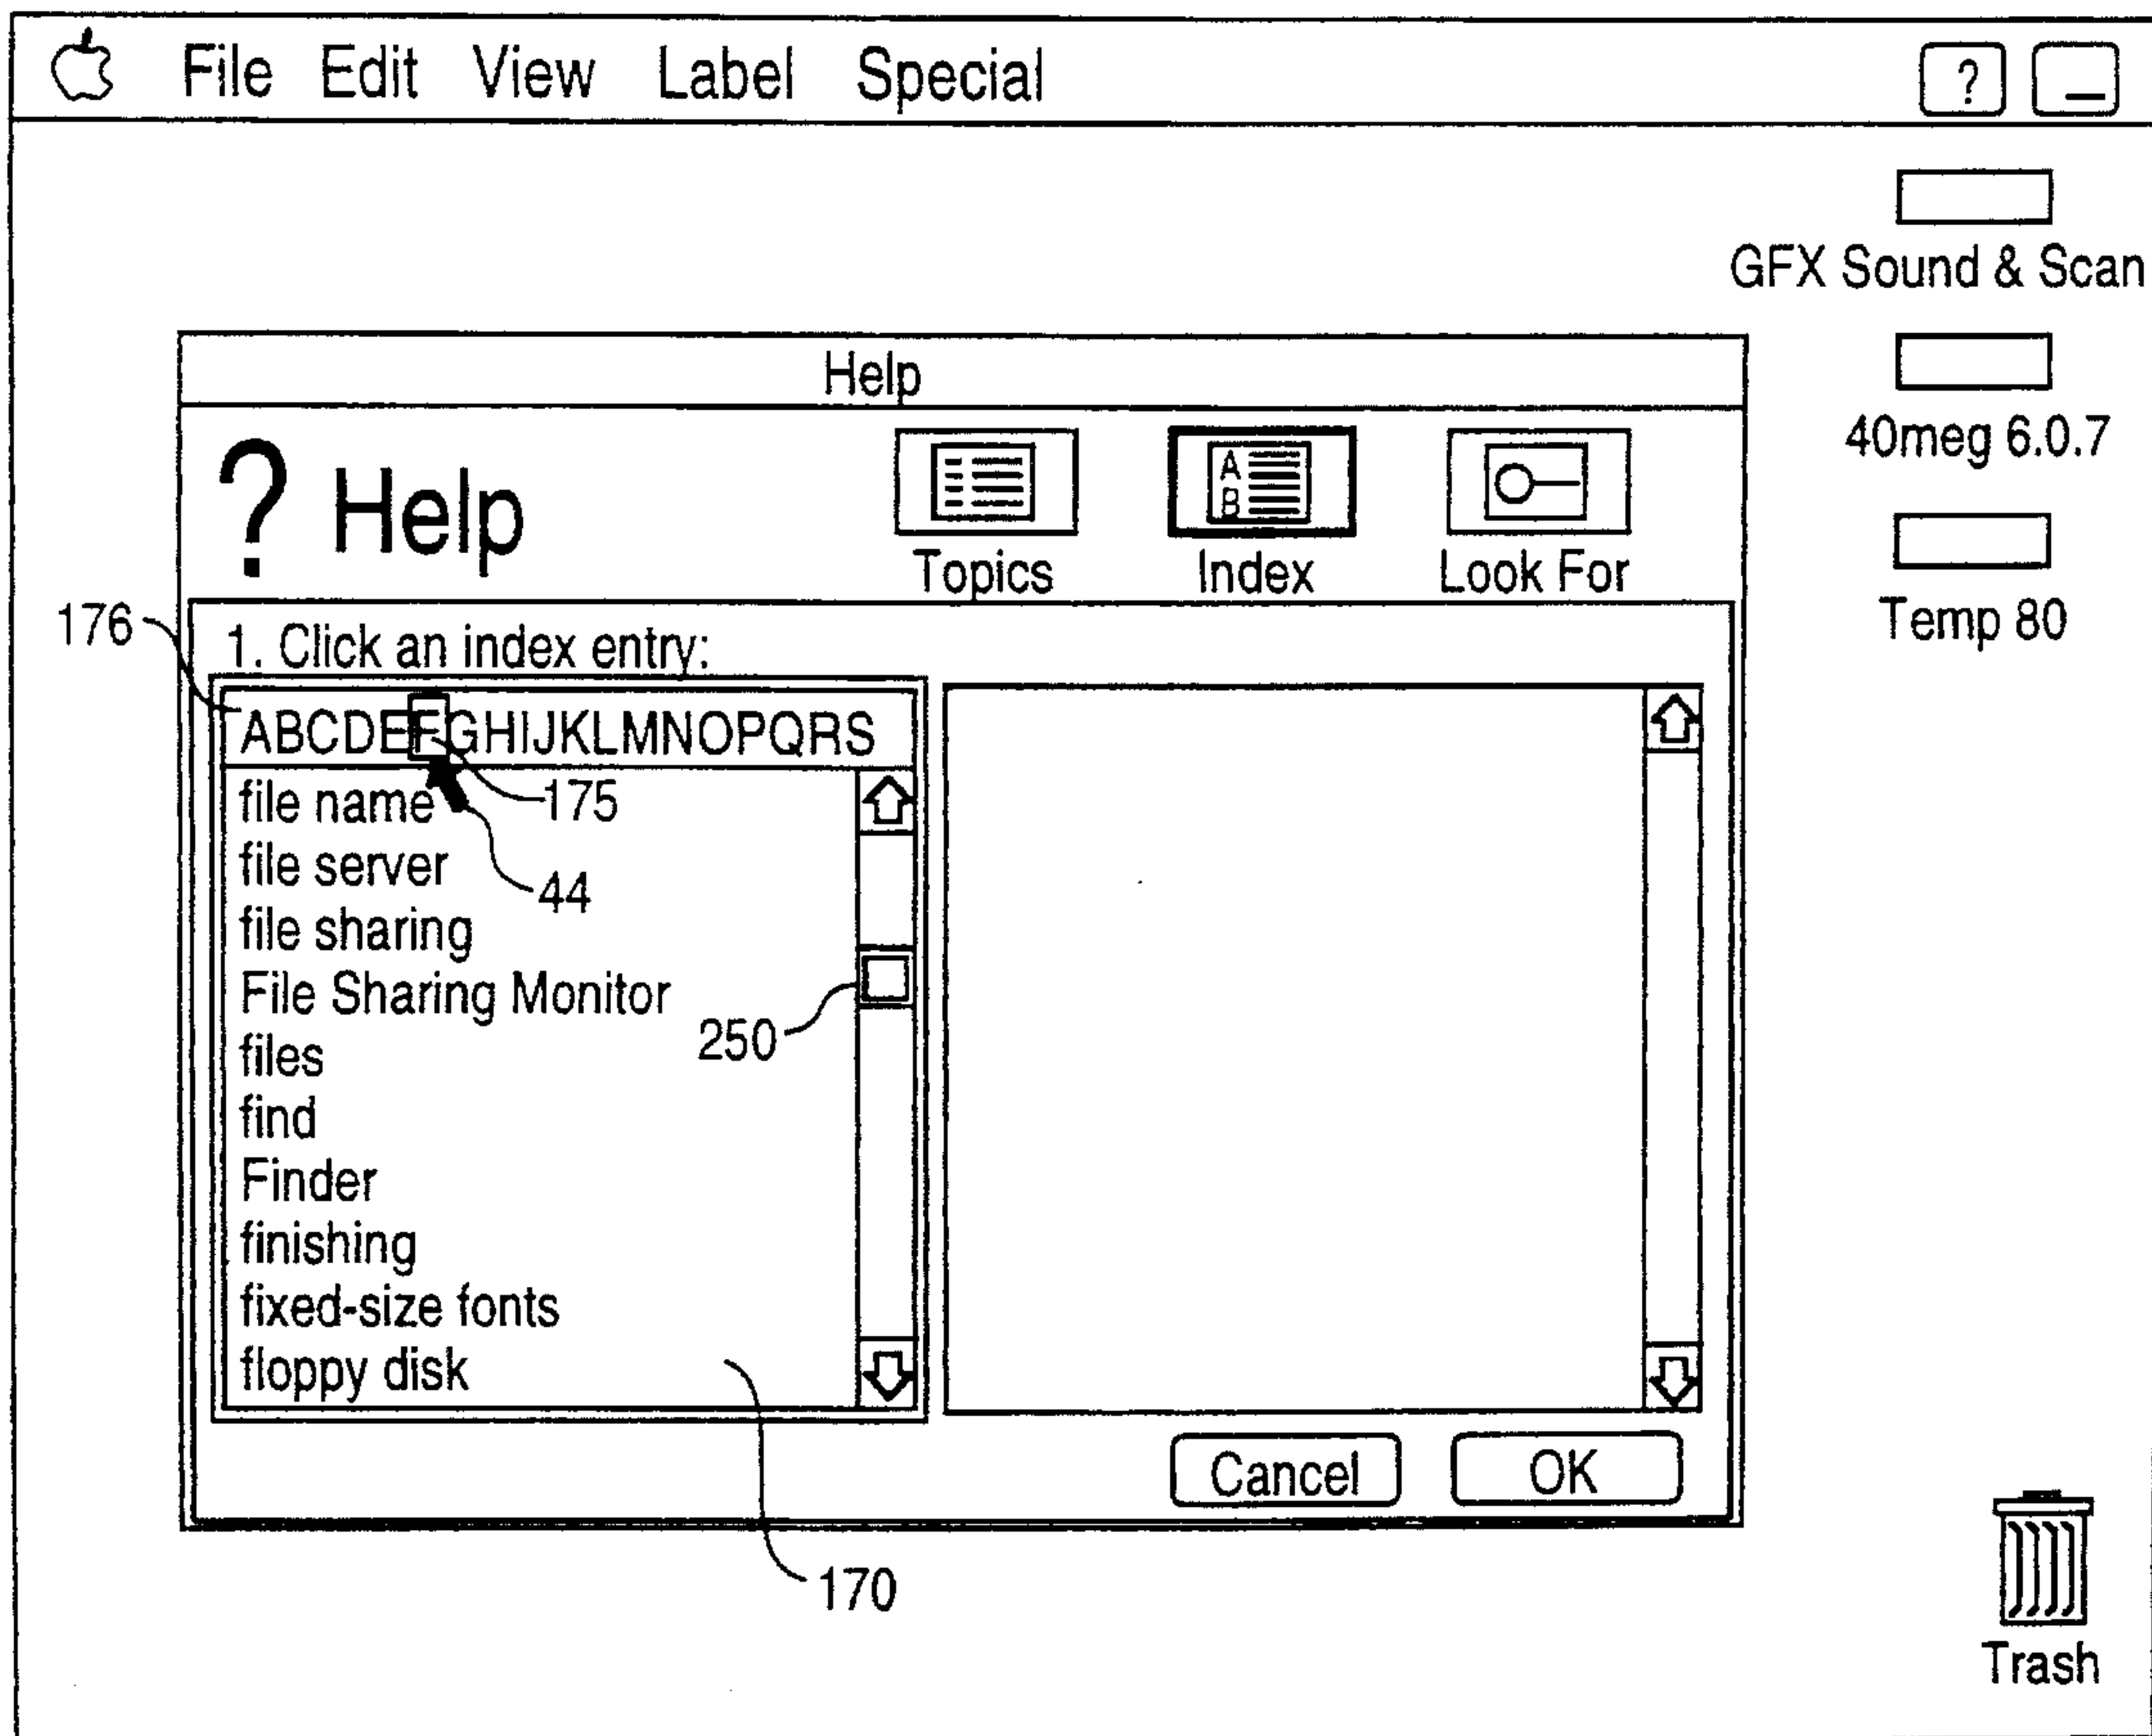 File Edit View Label Special ? _
GFX Sound & Scan
40meg 6.0.7
Temp 80
Help
? Help
A
B
Topics Index Look For
176
1. Click an index entry:
ABCDEFGHIJKLMNOPQRS
file name
175
file server
44
file sharing
File Sharing Monitor
250
files
find
Finder
finishing
fixed-size fonts
floppy disk
Cancel OK
170
Trash